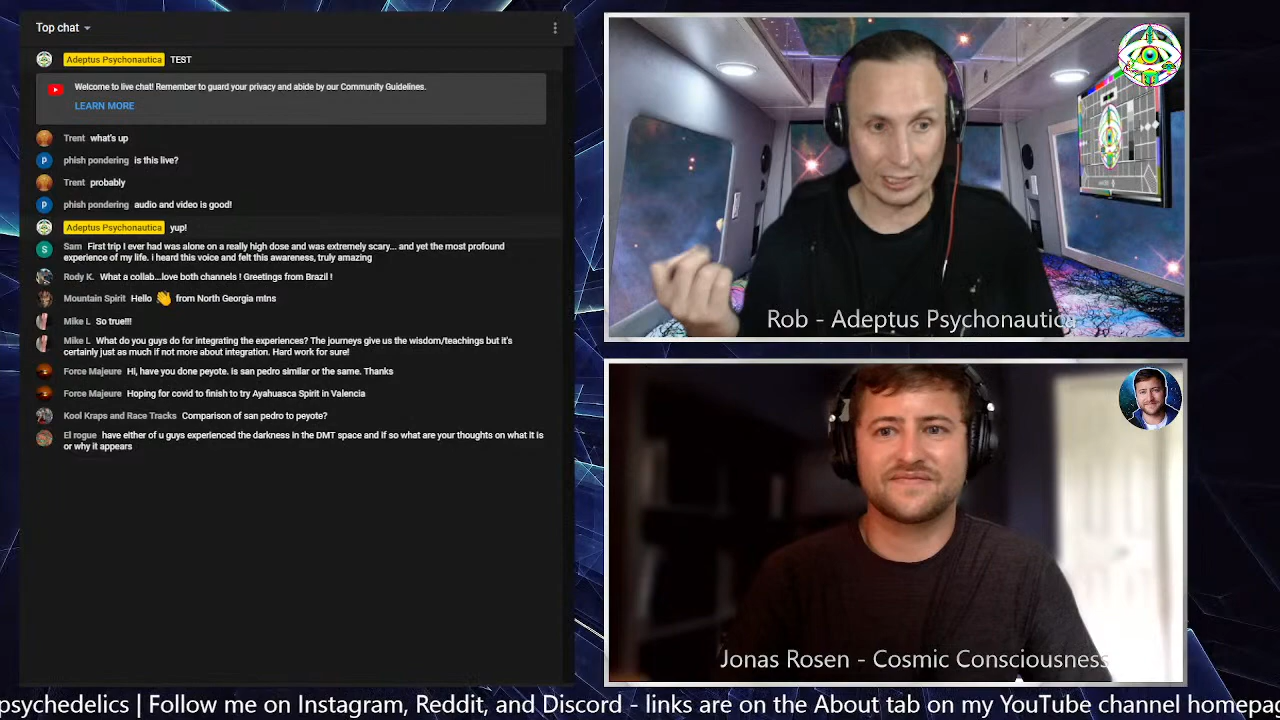 Top chat
Adeptus Psychonautica TEST
Welcome to live chat! Remember to guard your privacy and abide by our Community Guidelines.
LEARN MORE
Trent what's up
P phish pondering is this live?
Trent probably
P phish pondering audio and video is good!
Adeptus Psychonautica yup!
S Sam First trip I ever had was alone on a really high dose and was extremely scary... and yet the most profound
experience of my life. i heard this voice and felt this awareness, truly amazing
Rody K. What a collab...love both channels ! Greetings from Brazil !
Mountain Spirit Hello 👋 from North Georgia mtns
Mike L So true!!!
Mike L What do you guys do for integrating the experiences? The journeys give us the wisdom/teachings but it's
certainly just as much if not more about integration. Hard work for sure!
Force Majeure Hi, have you done peyote. is san pedro similar or the same. Thanks
Force Majeure Hoping for covid to finish to try Ayahuasca Spirit in Valencia
Kool Kraps and Race Tracks Comparison of san pedro to peyote?
El rogue have either of u guys experienced the darkness in the DMT space and if so what are your thoughts on what it is
or why it appears
Rob - Adeptus Psychonautica
Jonas Rosen - Cosmic Consciousness
psychedelics | Follow me on Instagram, Reddit, and Discord - links are on the About tab on my YouTube channel homepag